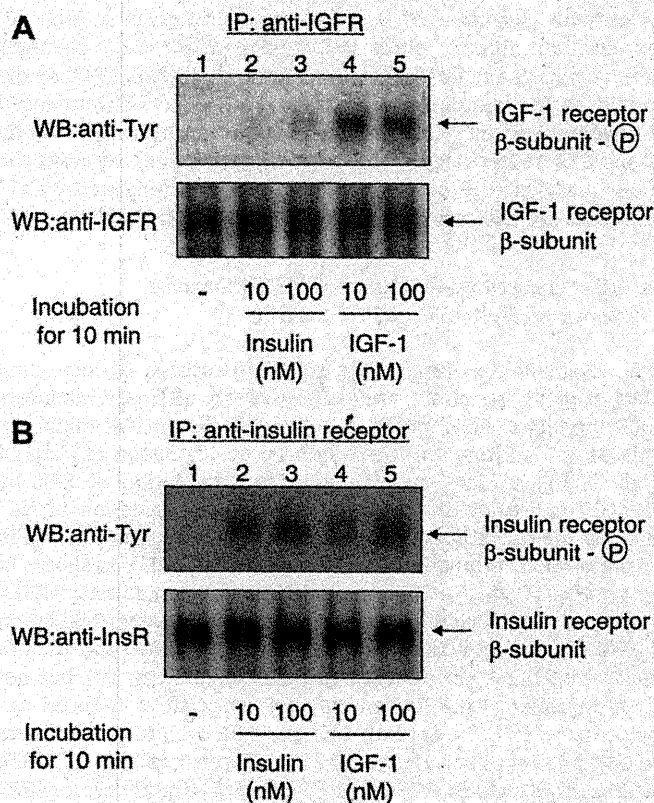 A
IP: anti-IGFR
1 2 3 4 5
WB:anti-Tyr
IGF-1 receptor
β-subunit - Ⓟ
WB:anti-IGFR
IGF-1 receptor
β-subunit
Incubation
for 10 min
- 10 100 10 100
Insulin
(nM)
IGF-1
(nM)
B
IP: anti-insulin receptor
1 2 3 4 5
WB:anti-Tyr
Insulin receptor
β-subunit - Ⓟ
WB:anti-InsR
Insulin receptor
β-subunit
Incubation
for 10 min
- 10 100 10 100
Insulin
(nM)
IGF-1
(nM)